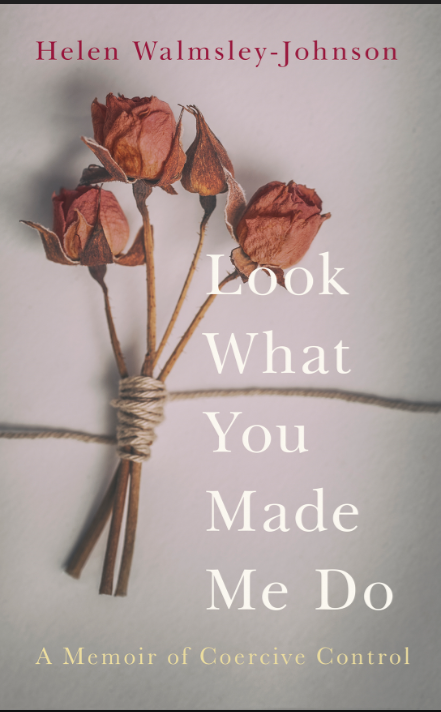 Helen Walmsley-Johnson
Look
What
You
Made
Me Do
A Memoir of Coercive Control